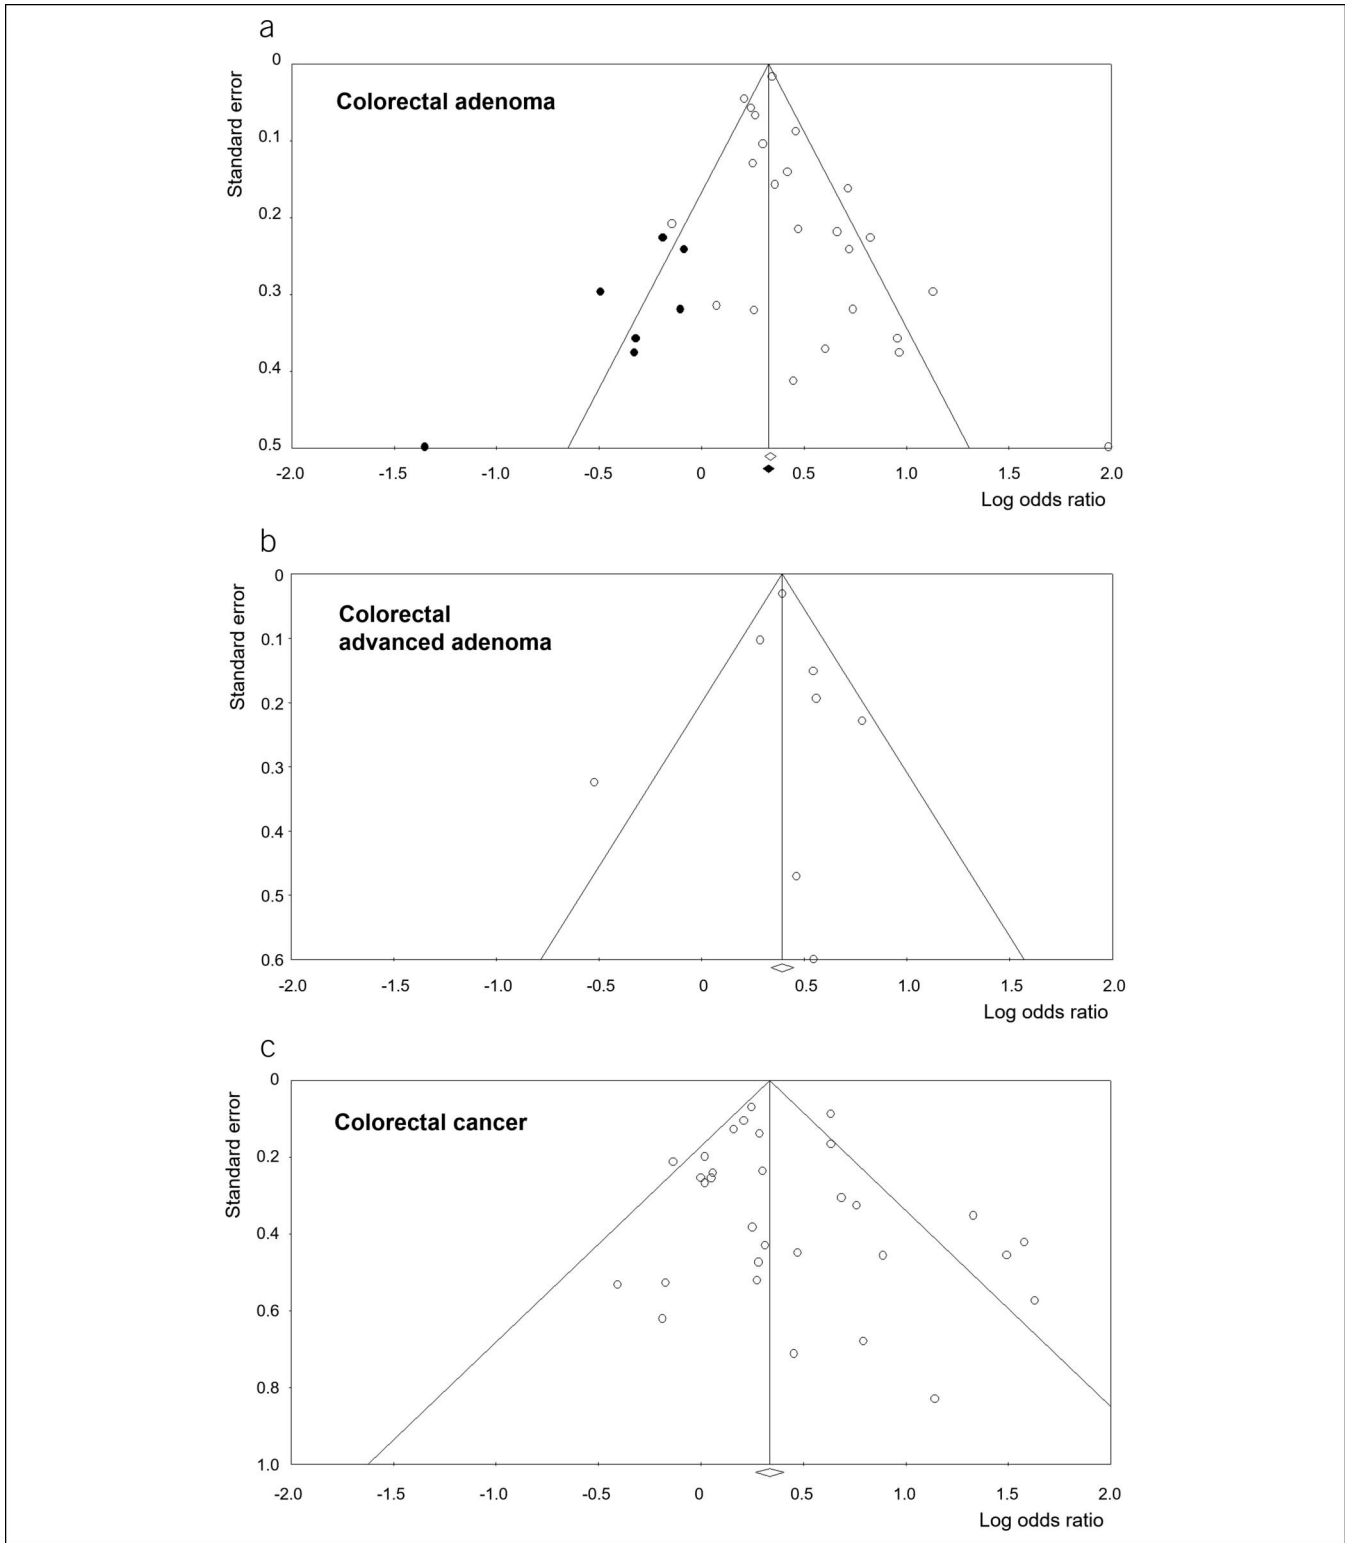 a
Colorectal adenoma
Standard error
0
0.1
0.2
0.3
0.4
0.5
-2.0 -1.5 -1.0 -0.5 0 0.5 1.0 1.5 2.0
Log odds ratio
b
Colorectal
advanced adenoma
Standard error
0
0.1
0.2
0.3
0.4
0.5
0.6
-2.0 -1.5 -1.0 -0.5 0 0.5 1.0 1.5 2.0
Log odds ratio
c
Colorectal cancer
Standard error
0
0.2
0.4
0.6
0.8
1.0
-2.0 -1.5 -1.0 -0.5 0 0.5 1.0 1.5 2.0
Log odds ratio